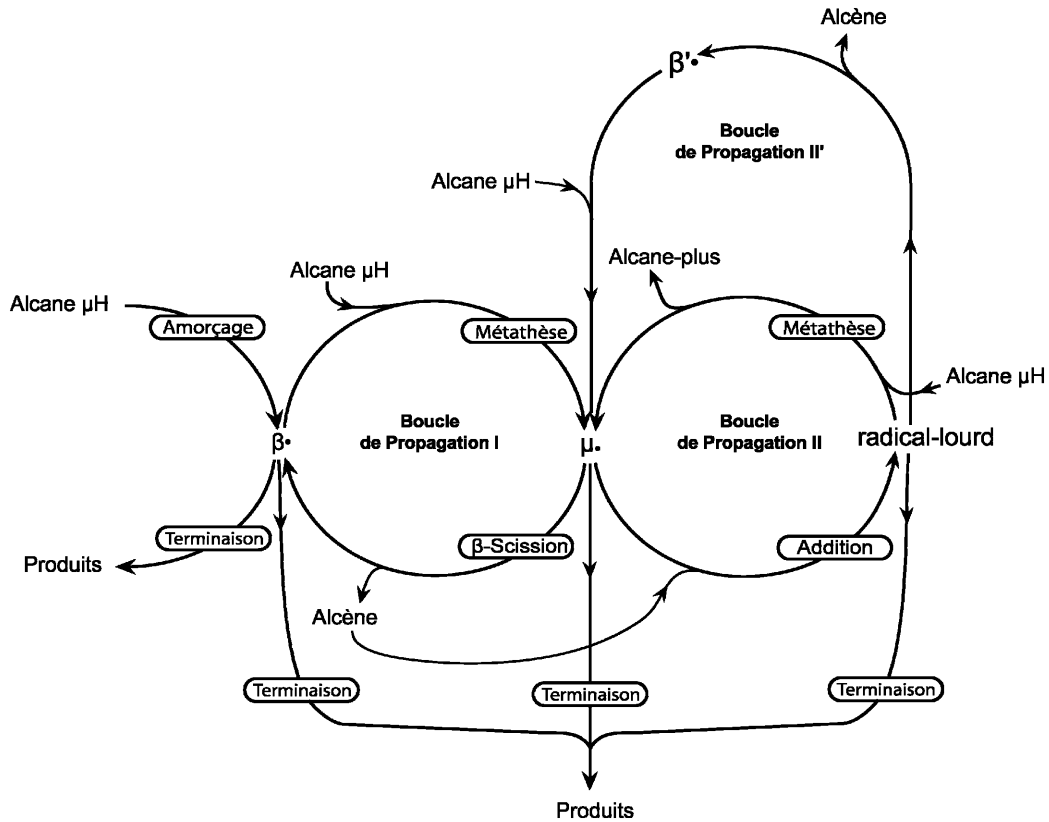 Alcène
β'•
Boucle
de Propagation II'
Alcane µH
Alcane-plus
Alcane µH
Alcane µH
Amorçage
Métathèse
Métathèse
Alcane µH
Boucle
de Propagation I
Boucle
de Propagation II
β•
µ•
radical-lourd
Terminaison
β-Scission
Addition
Produits
Alcène
Terminaison
Terminaison
Terminaison
Produits